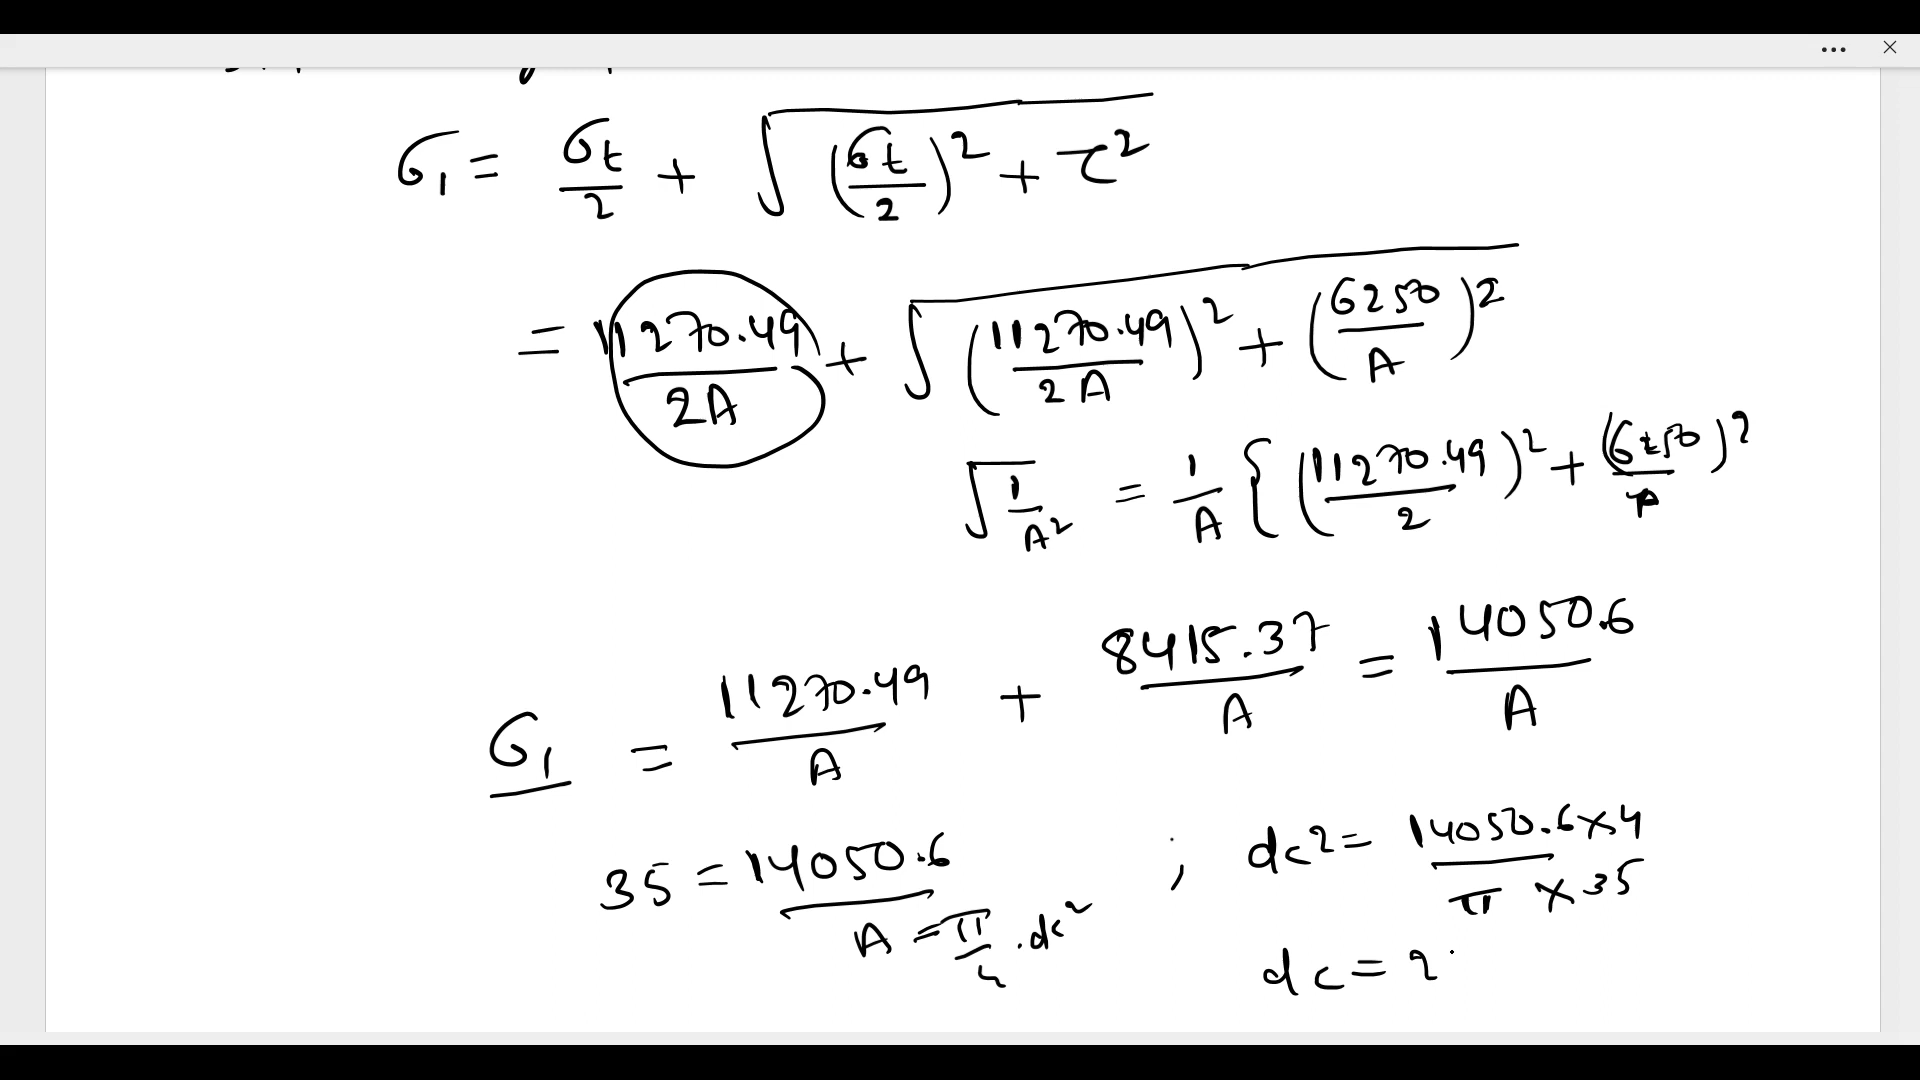 σ₁ = σt/2 + √((σt/2)² + τ²)
= 11270.49/2A + √((11270.49/2A)² + (6250/A)²)
√(1/A²) = 1/A {(11270.49/2)² + (6250/A)²
σ₁ = 11270.49/A + 8415.37/A = 14050.6/A
35 = 14050.6/A = π/4 . dc² ; dc² = 14050.6×4/π×35
dc = 2